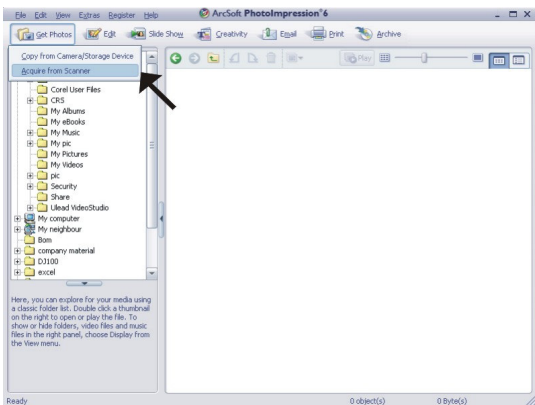 File Edit View Extras Register Help
ArcSoft PhotoImpression®6
Get Photos
Edit
Slide Show
Creativity
Email
Print
Archive
Copy from Camera/Storage Device
Acquire from Scanner
Play
Corel User Files
CRS
My Albums
My eBooks
My Music
My pic
My Pictures
My Videos
pic
Security
Share
Ulead VideoStudio
My computer
My neighbour
Bom
company material
DJ100
excel
Here, you can explore for your media using
a classic folder list. Double click a thumbnail
on the right to open or play the file. To
show or hide folders, video files and music
files in the right panel, choose Display from
the View menu.
Ready
0 object(s)
0 Byte(s)